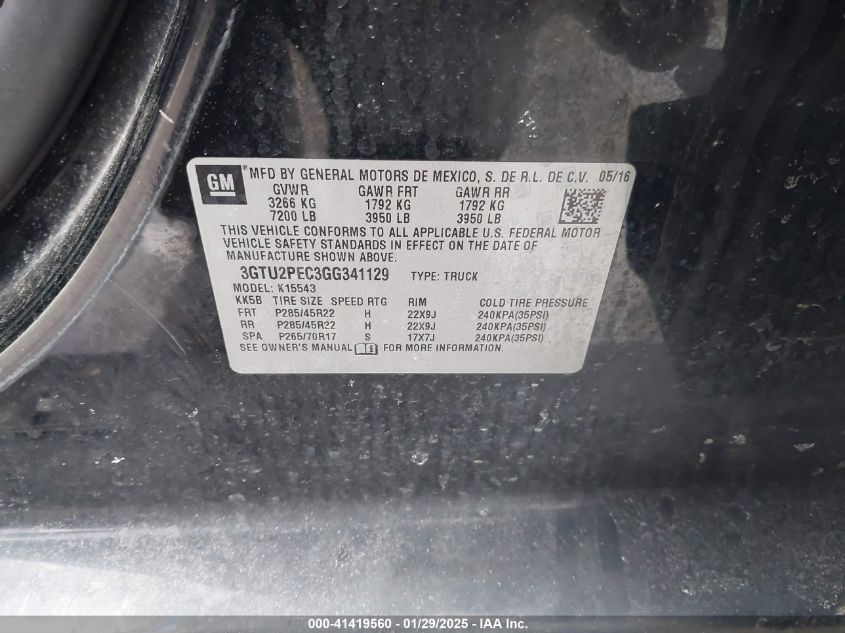 GM
MFD BY GENERAL MOTORS DE MEXICO, S. DE R.L. DE C.V. 05/16
GVWR GAWR FRT GAWR RR
3266 KG 1792 KG 1792 KG
7200 LB 3950 LB 3950 LB
THIS VEHICLE CONFORMS TO ALL APPLICABLE U.S. FEDERAL MOTOR
VEHICLE SAFETY STANDARDS IN EFFECT ON THE DATE OF
MANUFACTURE SHOWN ABOVE.
3GTU2PEC3GG341129 TYPE: TRUCK
MODEL: K15543
KK5B TIRE SIZE SPEED RTG RIM COLD TIRE PRESSURE
FRT P285/45R22 H 22X9J 240KPA(35PSI)
RR P285/45R22 H 22X9J 240KPA(35PSI)
SPA P265/70R17 S 17X7J 240KPA(35PSI)
SEE OWNER'S MANUAL FOR MORE INFORMATION.
000-41419560 - 01/29/2025 - IAA Inc.